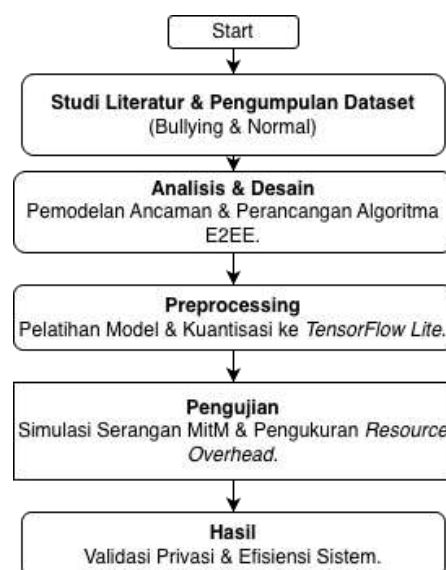 Start
Studi Literatur & Pengumpulan Dataset
(Bullying & Normal)
Analisis & Desain
Pemodelan Ancaman & Perancangan Algoritma
E2EE.
Preprocessing
Pelatihan Model & Kuantisasi ke TensorFlow Lite.
Pengujian
Simulasi Serangan MitM & Pengukuran Resource
Overhead.
Hasil
Validasi Privasi & Efisiensi Sistem.